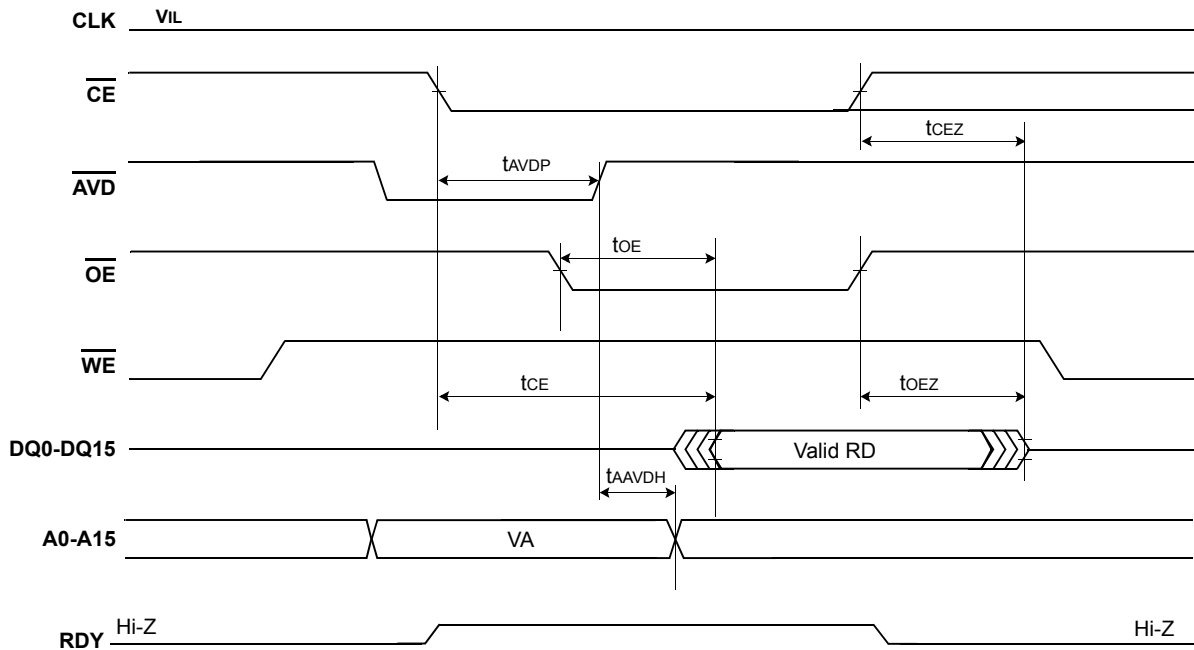 CLK VIL
CE
tCEZ
AVD tAVDP
OE tOE
WE
tCE tOEZ
DQ0-DQ15 Valid RD
tAAVDH
A0-A15 VA
RDY Hi-Z Hi-Z